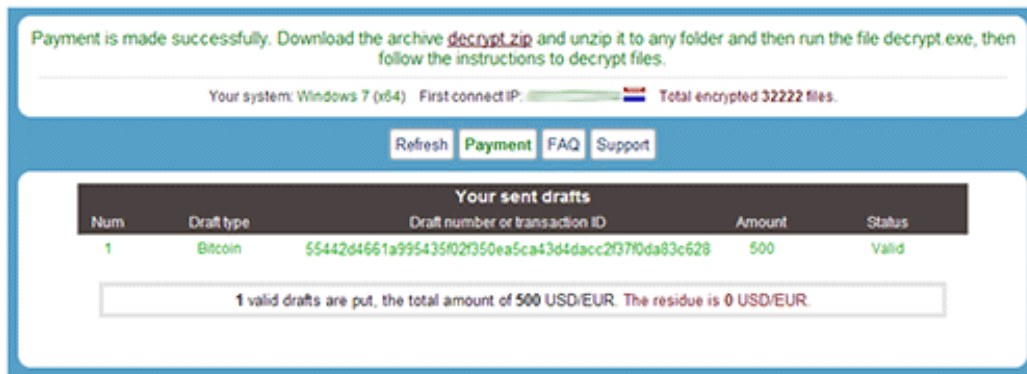 Payment is made successfully. Download the archive decrypt.zip and unzip it to any folder and then run the file decrypt.exe, then
follow the instructions to decrypt files.
Your system: Windows 7 (x64) First connect IP: Total encrypted 32222 files.
Refresh Payment FAQ Support
Your sent drafts
Num Draft type Draft number or transaction ID Amount Status
1 Bitcoin 55442d4661a995435f02f350ea5ca43d4dacc2f37f0da83c628 500 Valid
1 valid drafts are put, the total amount of 500 USD/EUR. The residue is 0 USD/EUR.